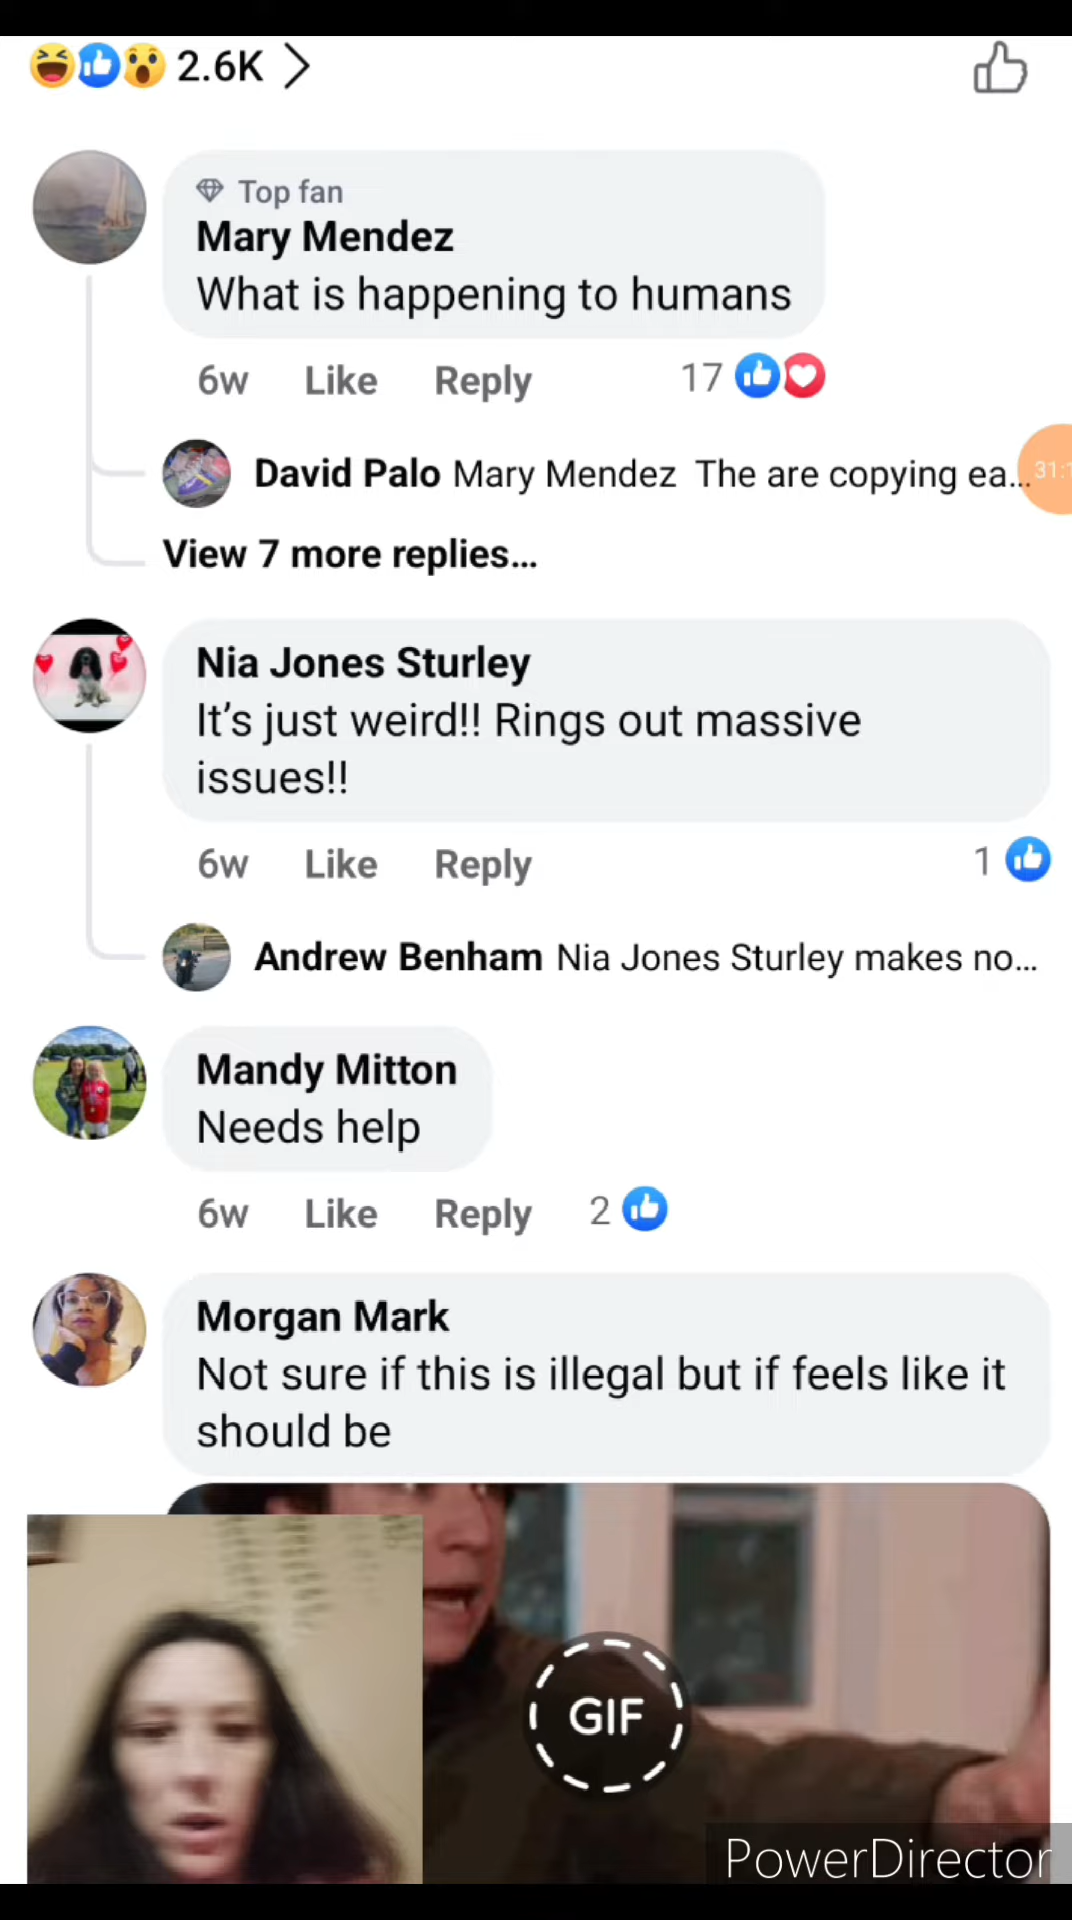 2.6K
Top fan
Mary Mendez
What is happening to humans
6w Like Reply 17
David Palo Mary Mendez The are copying ea...
31:1
View 7 more replies...
Nia Jones Sturley
It's just weird!! Rings out massive
issues!!
6w Like Reply 1
Andrew Benham Nia Jones Sturley makes no...
Mandy Mitton
Needs help
6w Like Reply 2
Morgan Mark
Not sure if this is illegal but if feels like it
should be
GIF
PowerDirector